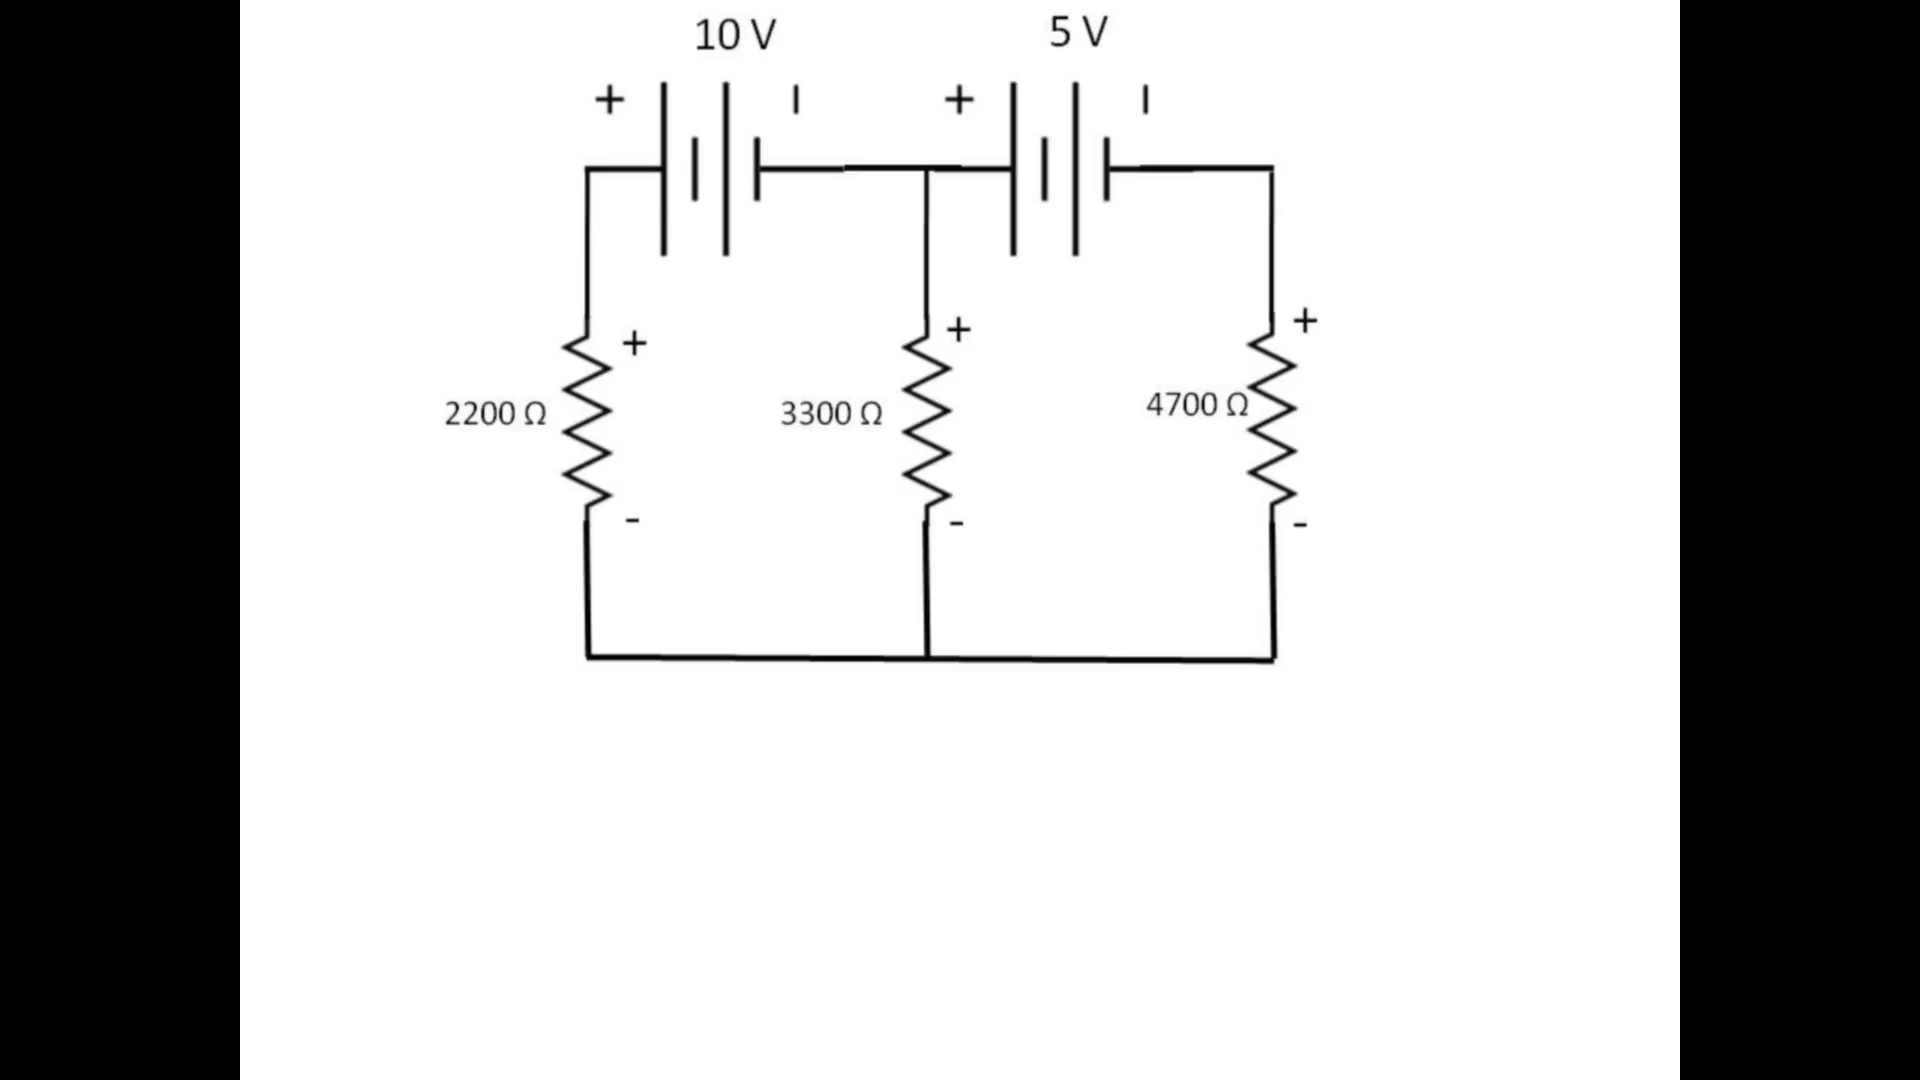 10 V
5 V
+ - + -
+ + +
2200 Ω 3300 Ω 4700 Ω
- - -